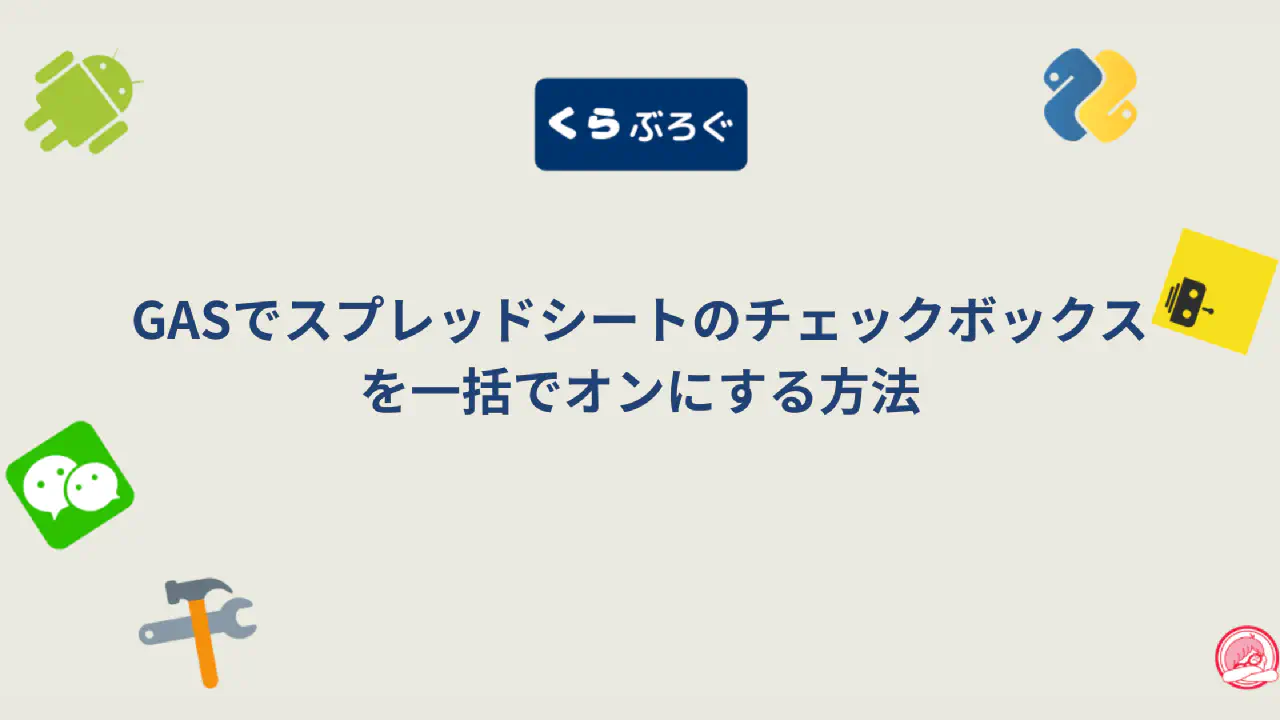 くらぶろぐ
GASでスプレッドシートのチェックボックス
を一括でオンにする方法